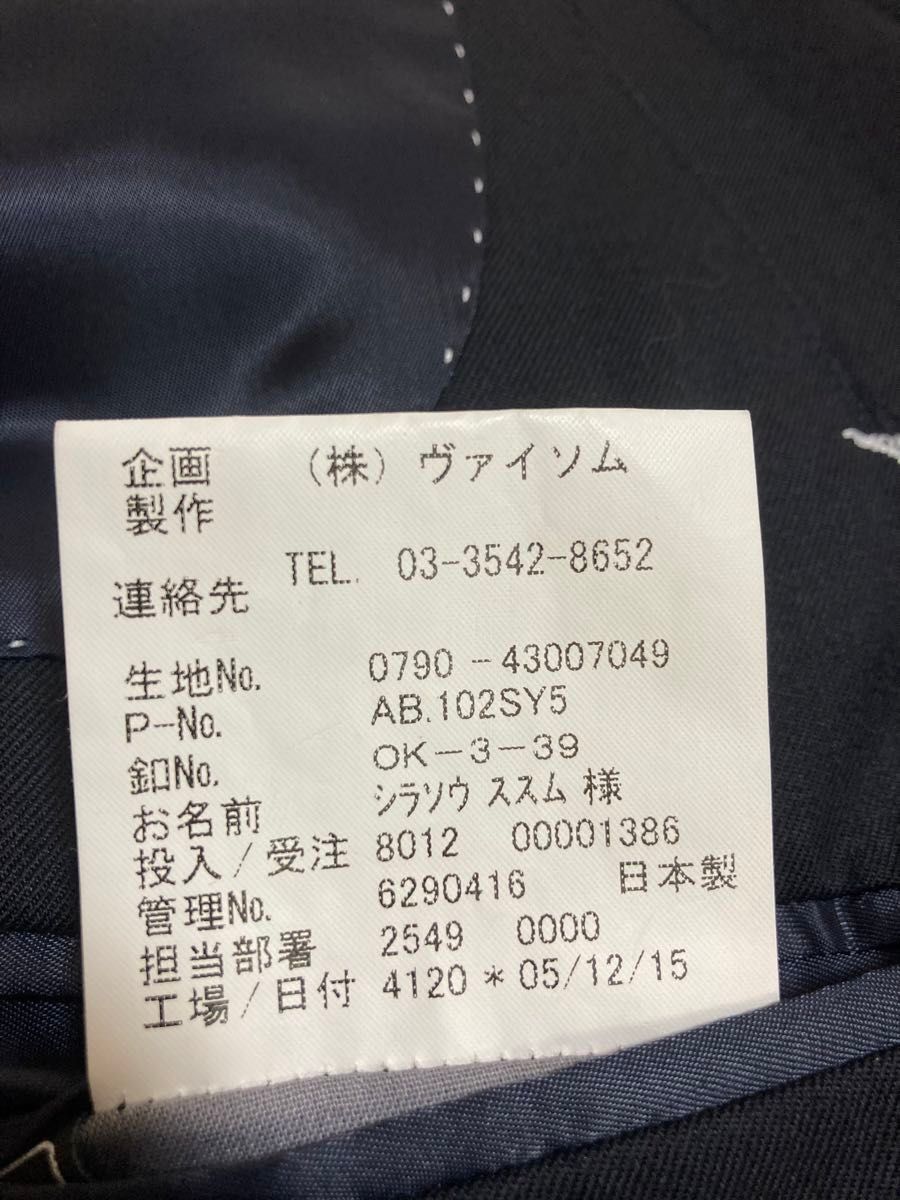 企画 (株) ヴァイソム
製作
連絡先 TEL. 03-3542-8652
生地No. 0790-43007049
P-No. AB.102SY5
釦No. OK-3-39
お名前 シラソウ ススム 様
投入/受注 8012 00001386
管理No. 6290416 日本製
担当部署 2549 0000
工場/日付 4120 * 05/12/15